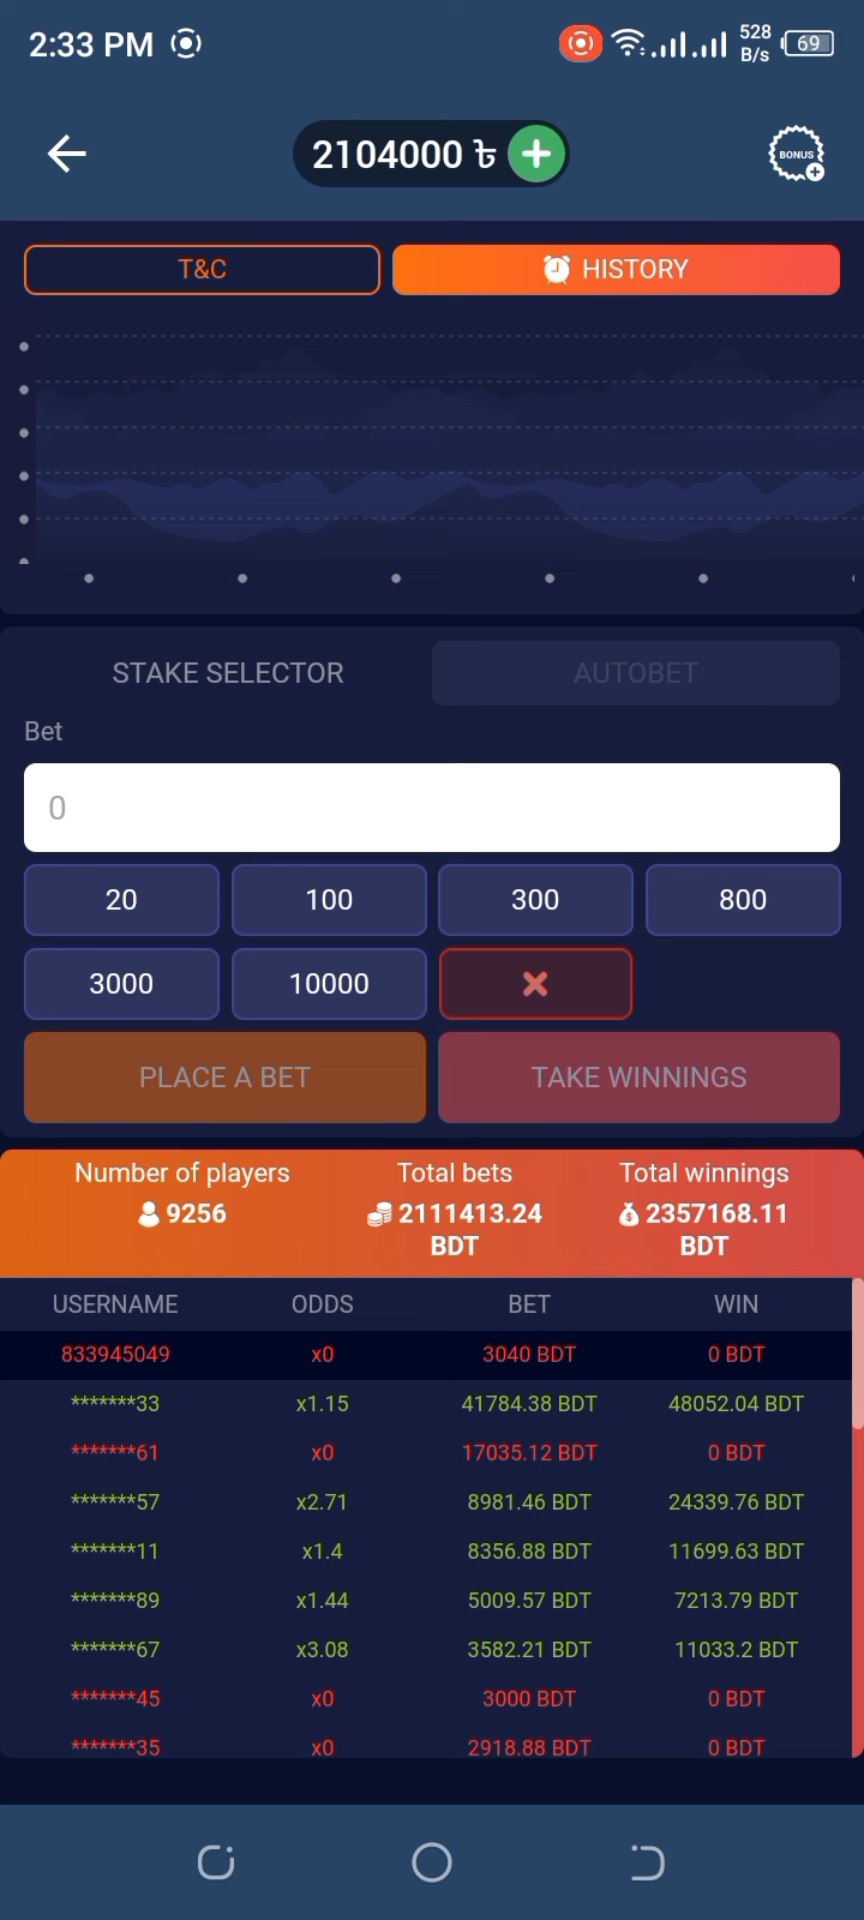 2:33 PM
528
B/s
69
2104000 ৳
BONUS
T&C
HISTORY
STAKE SELECTOR
AUTOBET
Bet
0
20
100
300
800
3000
10000
PLACE A BET
TAKE WINNINGS
Number of players Total bets Total winnings
9256 2111413.24 2357168.11
BDT BDT
USERNAME ODDS BET WIN
833945049 x0 3040 BDT 0 BDT
*******33 x1.15 41784.38 BDT 48052.04 BDT
*******61 x0 17035.12 BDT 0 BDT
*******57 x2.71 8981.46 BDT 24339.76 BDT
*******11 x1.4 8356.88 BDT 11699.63 BDT
*******89 x1.44 5009.57 BDT 7213.79 BDT
*******67 x3.08 3582.21 BDT 11033.2 BDT
*******45 x0 3000 BDT 0 BDT
*******35 x0 2918.88 BDT 0 BDT